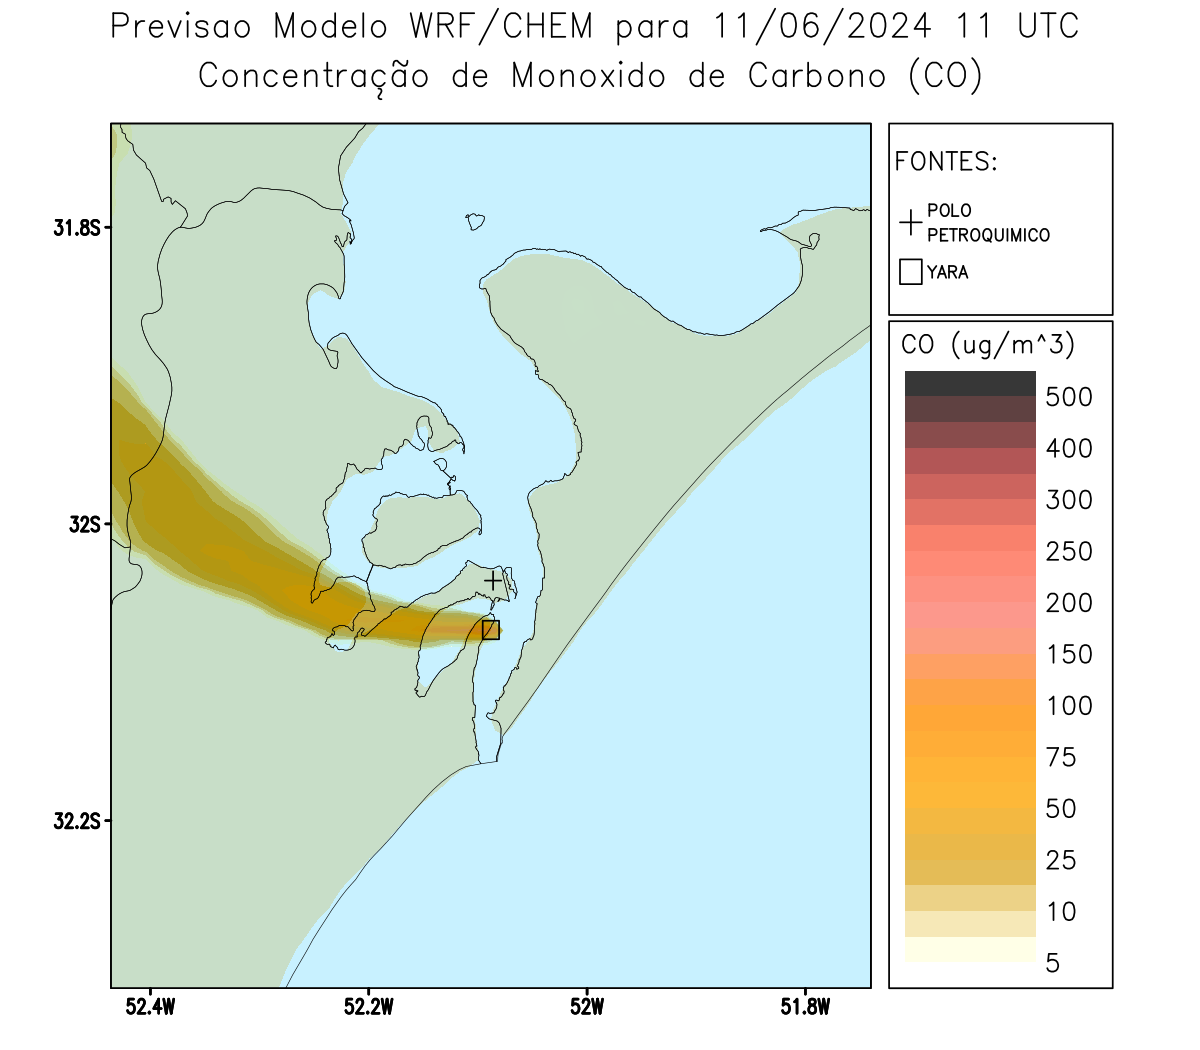 Previsao Modelo WRF/CHEM para 11/06/2024 11 UTC
Concentração de Monoxido de Carbono (CO)
FONTES:
POLO
PETROQUIMICO
YARA
CO (ug/m^3)
500
400
300
250
200
150
100
75
50
25
10
5
31.8S
32S
32.2S
52.4W
52.2W
52W
51.8W